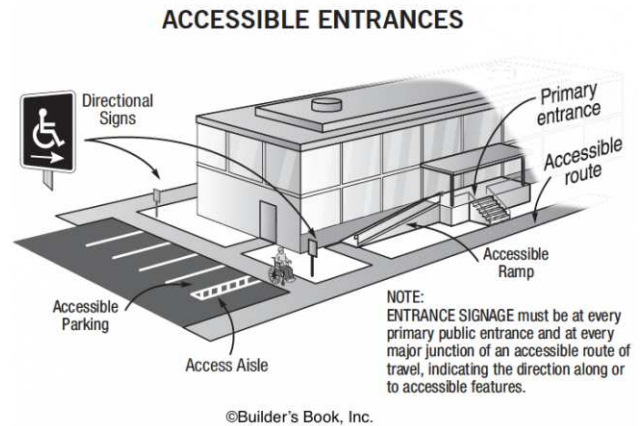 ACCESSIBLE ENTRANCES
Directional
Signs
Primary
entrance
Accessible
route
Accessible
Ramp
Accessible
Parking
Access Aisle
NOTE:
ENTRANCE SIGNAGE must be at every
primary public entrance and at every
major junction of an accessible route of
travel, indicating the direction along or
to accessible features.
©Builder's Book, Inc.